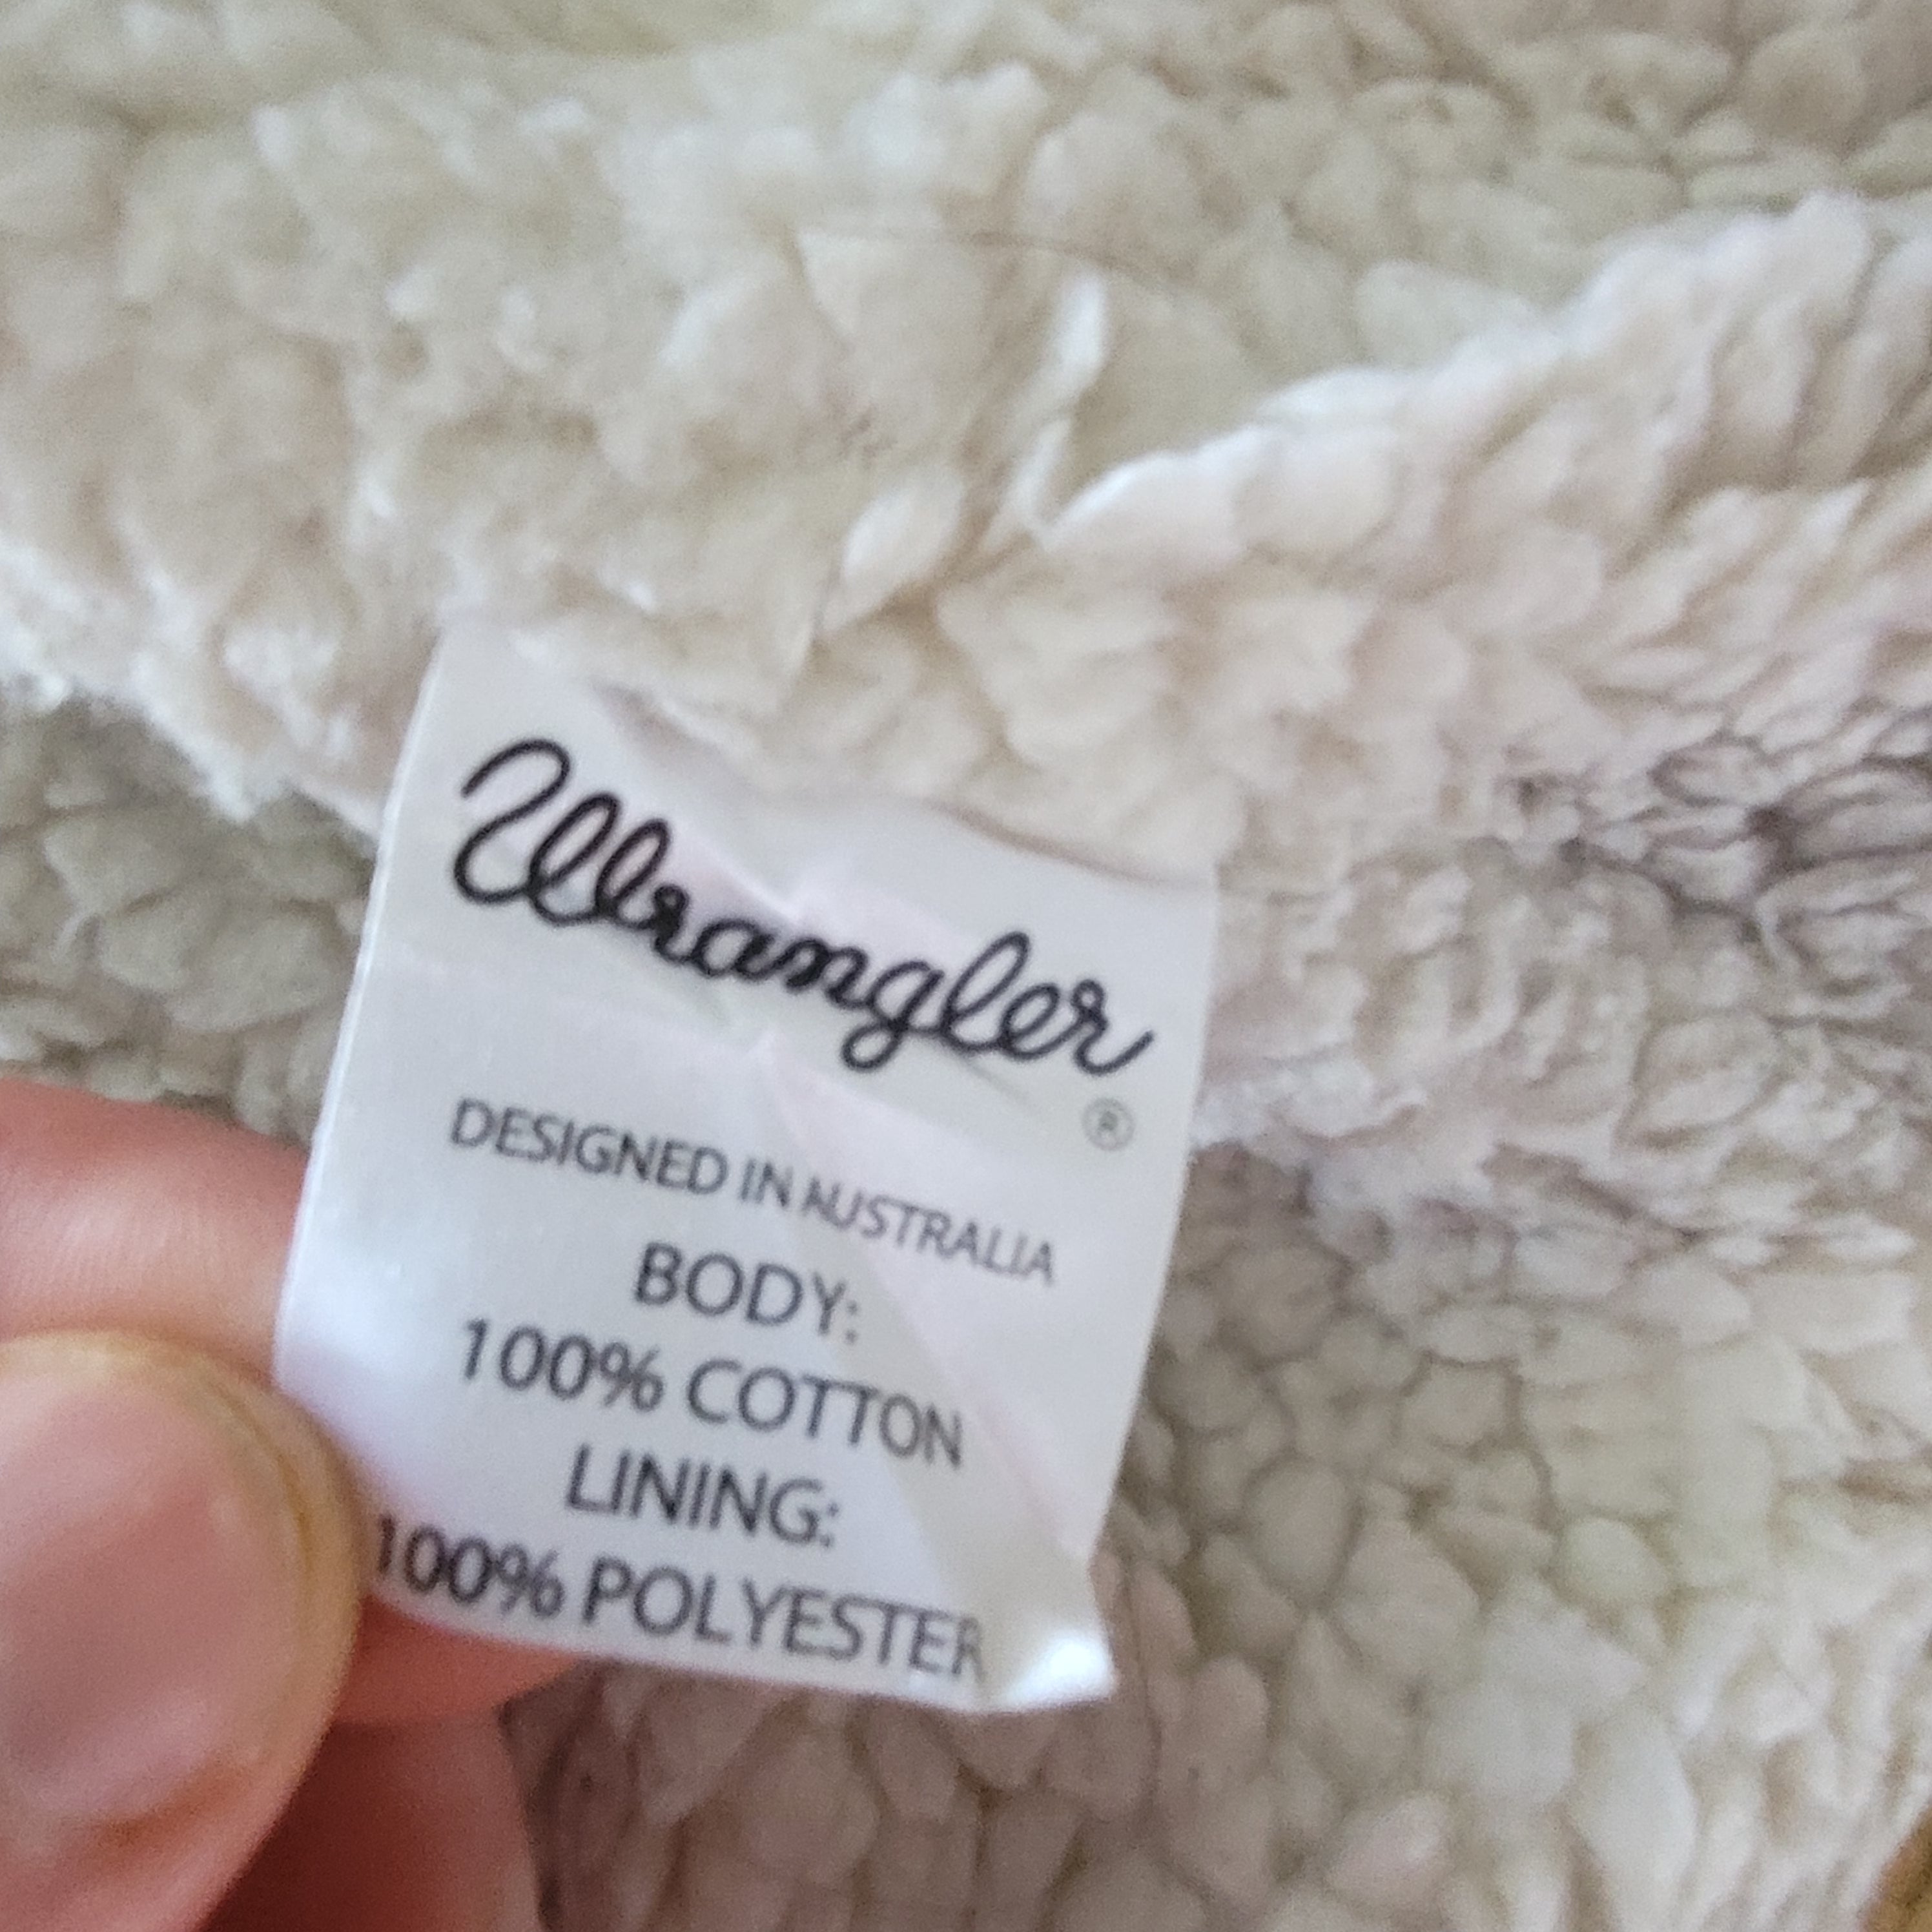 Wrangler
®
DESIGNED IN AUSTRALIA
BODY:
100% COTTON
LINING:
100% POLYESTER